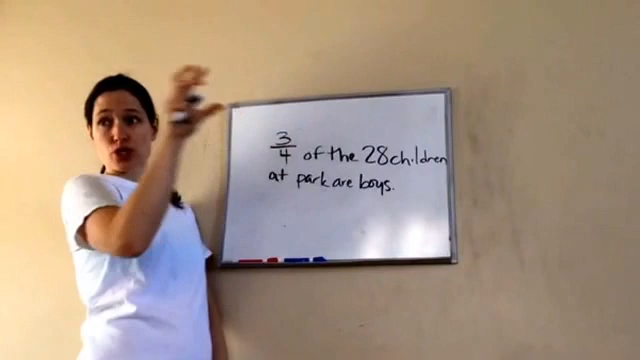 3/4 of the 28 children
at park are boys.